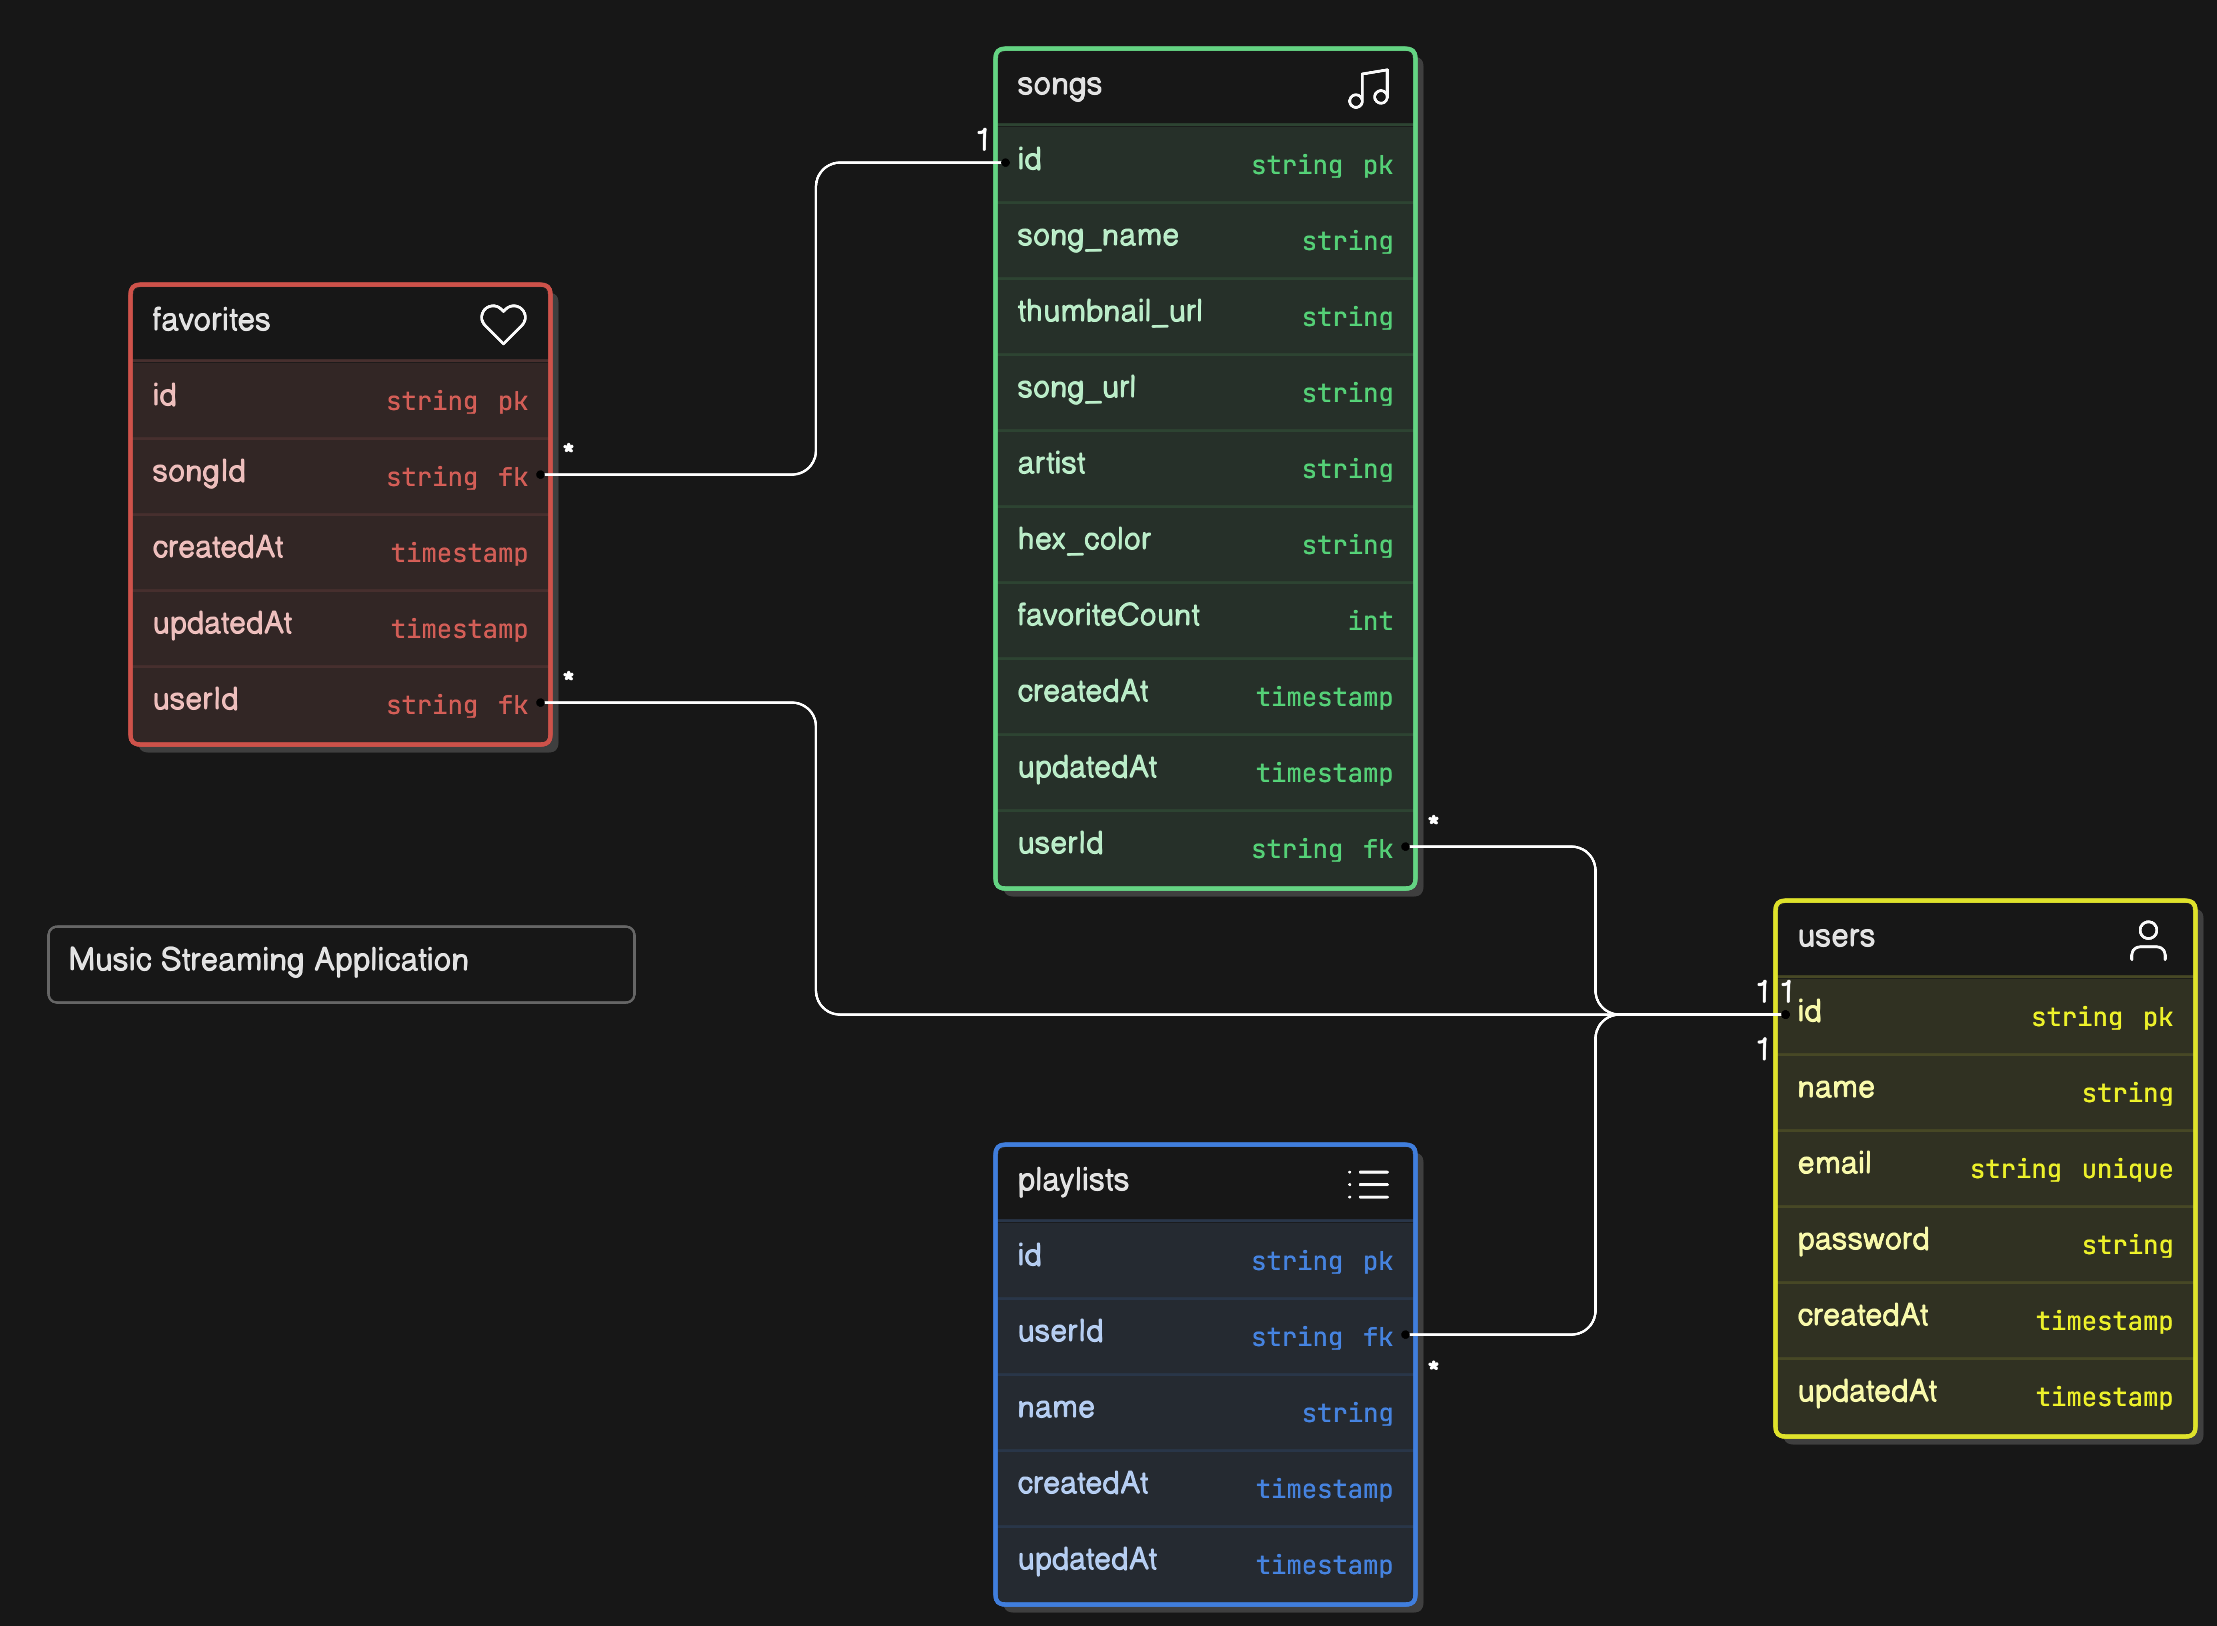 songs
1
id string pk
song_name string
thumbnail_url string
song_url string
artist string
hex_color string
favoriteCount int
createdAt timestamp
updatedAt timestamp
userId string fk
*
favorites
id string pk
*
songId string fk
createdAt timestamp
updatedAt timestamp
*
userId string fk
Music Streaming Application
users
1 1
id string pk
1
name string
email string unique
password string
createdAt timestamp
updatedAt timestamp
playlists
id string pk
userId string fk
*
name string
createdAt timestamp
updatedAt timestamp